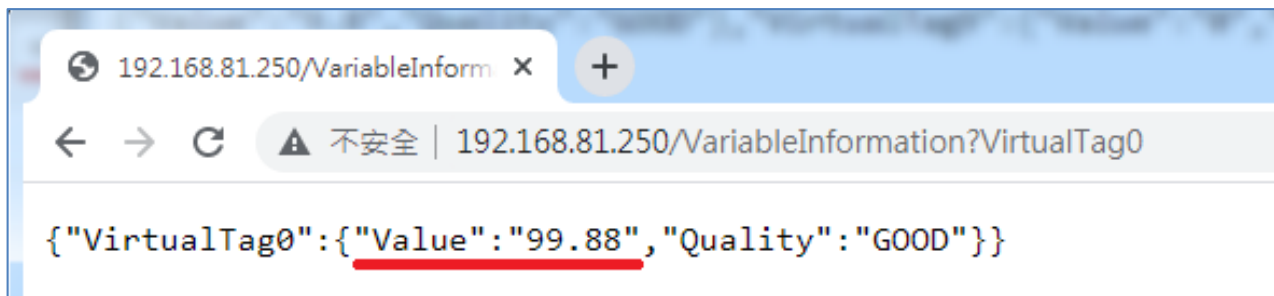 192.168.81.250/VariableInform
不安全 | 192.168.81.250/VariableInformation?VirtualTag0
{"VirtualTag0":{"Value":"99.88","Quality":"GOOD"}}